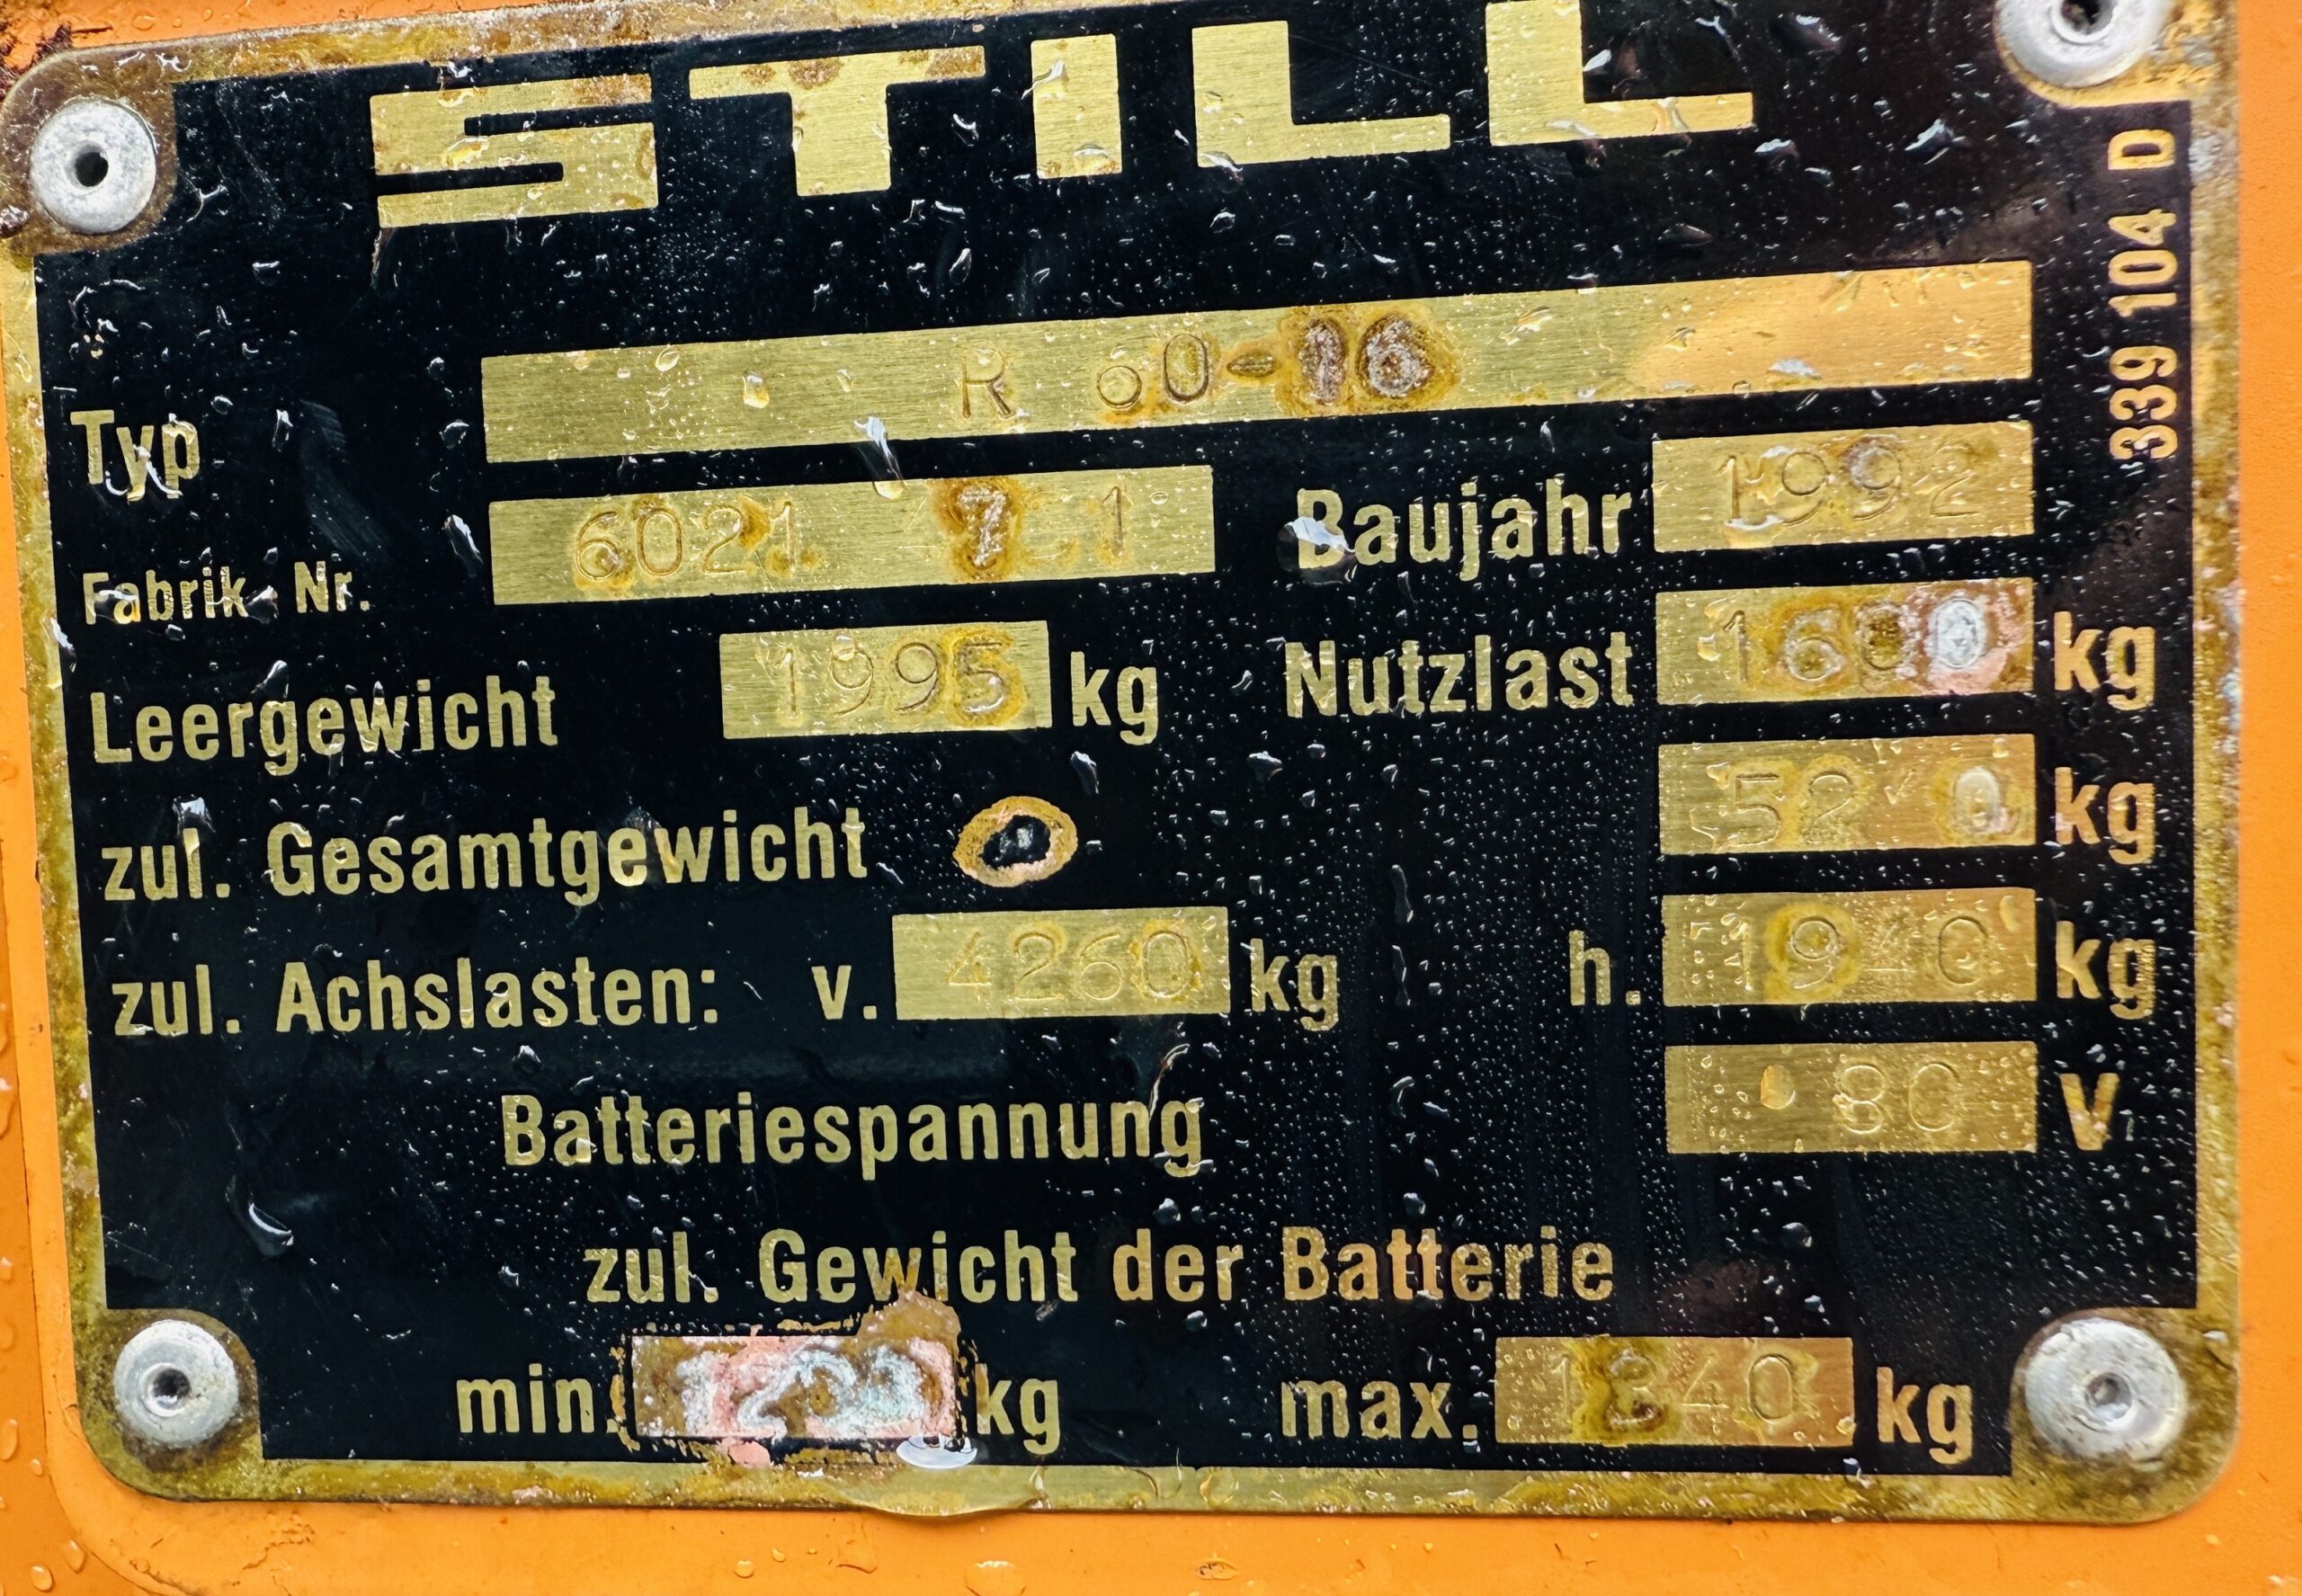 STILL
339 104 D
Typ R 60-16
Fabrik-Nr. 6021 Baujahr 1992
Leergewicht 1995 kg Nutzlast 1600 kg
zul. Gesamtgewicht kg
zul. Achslasten: v. 4260 kg h. kg
Batteriespannung 80 V
zul. Gewicht der Batterie
min. kg max. kg